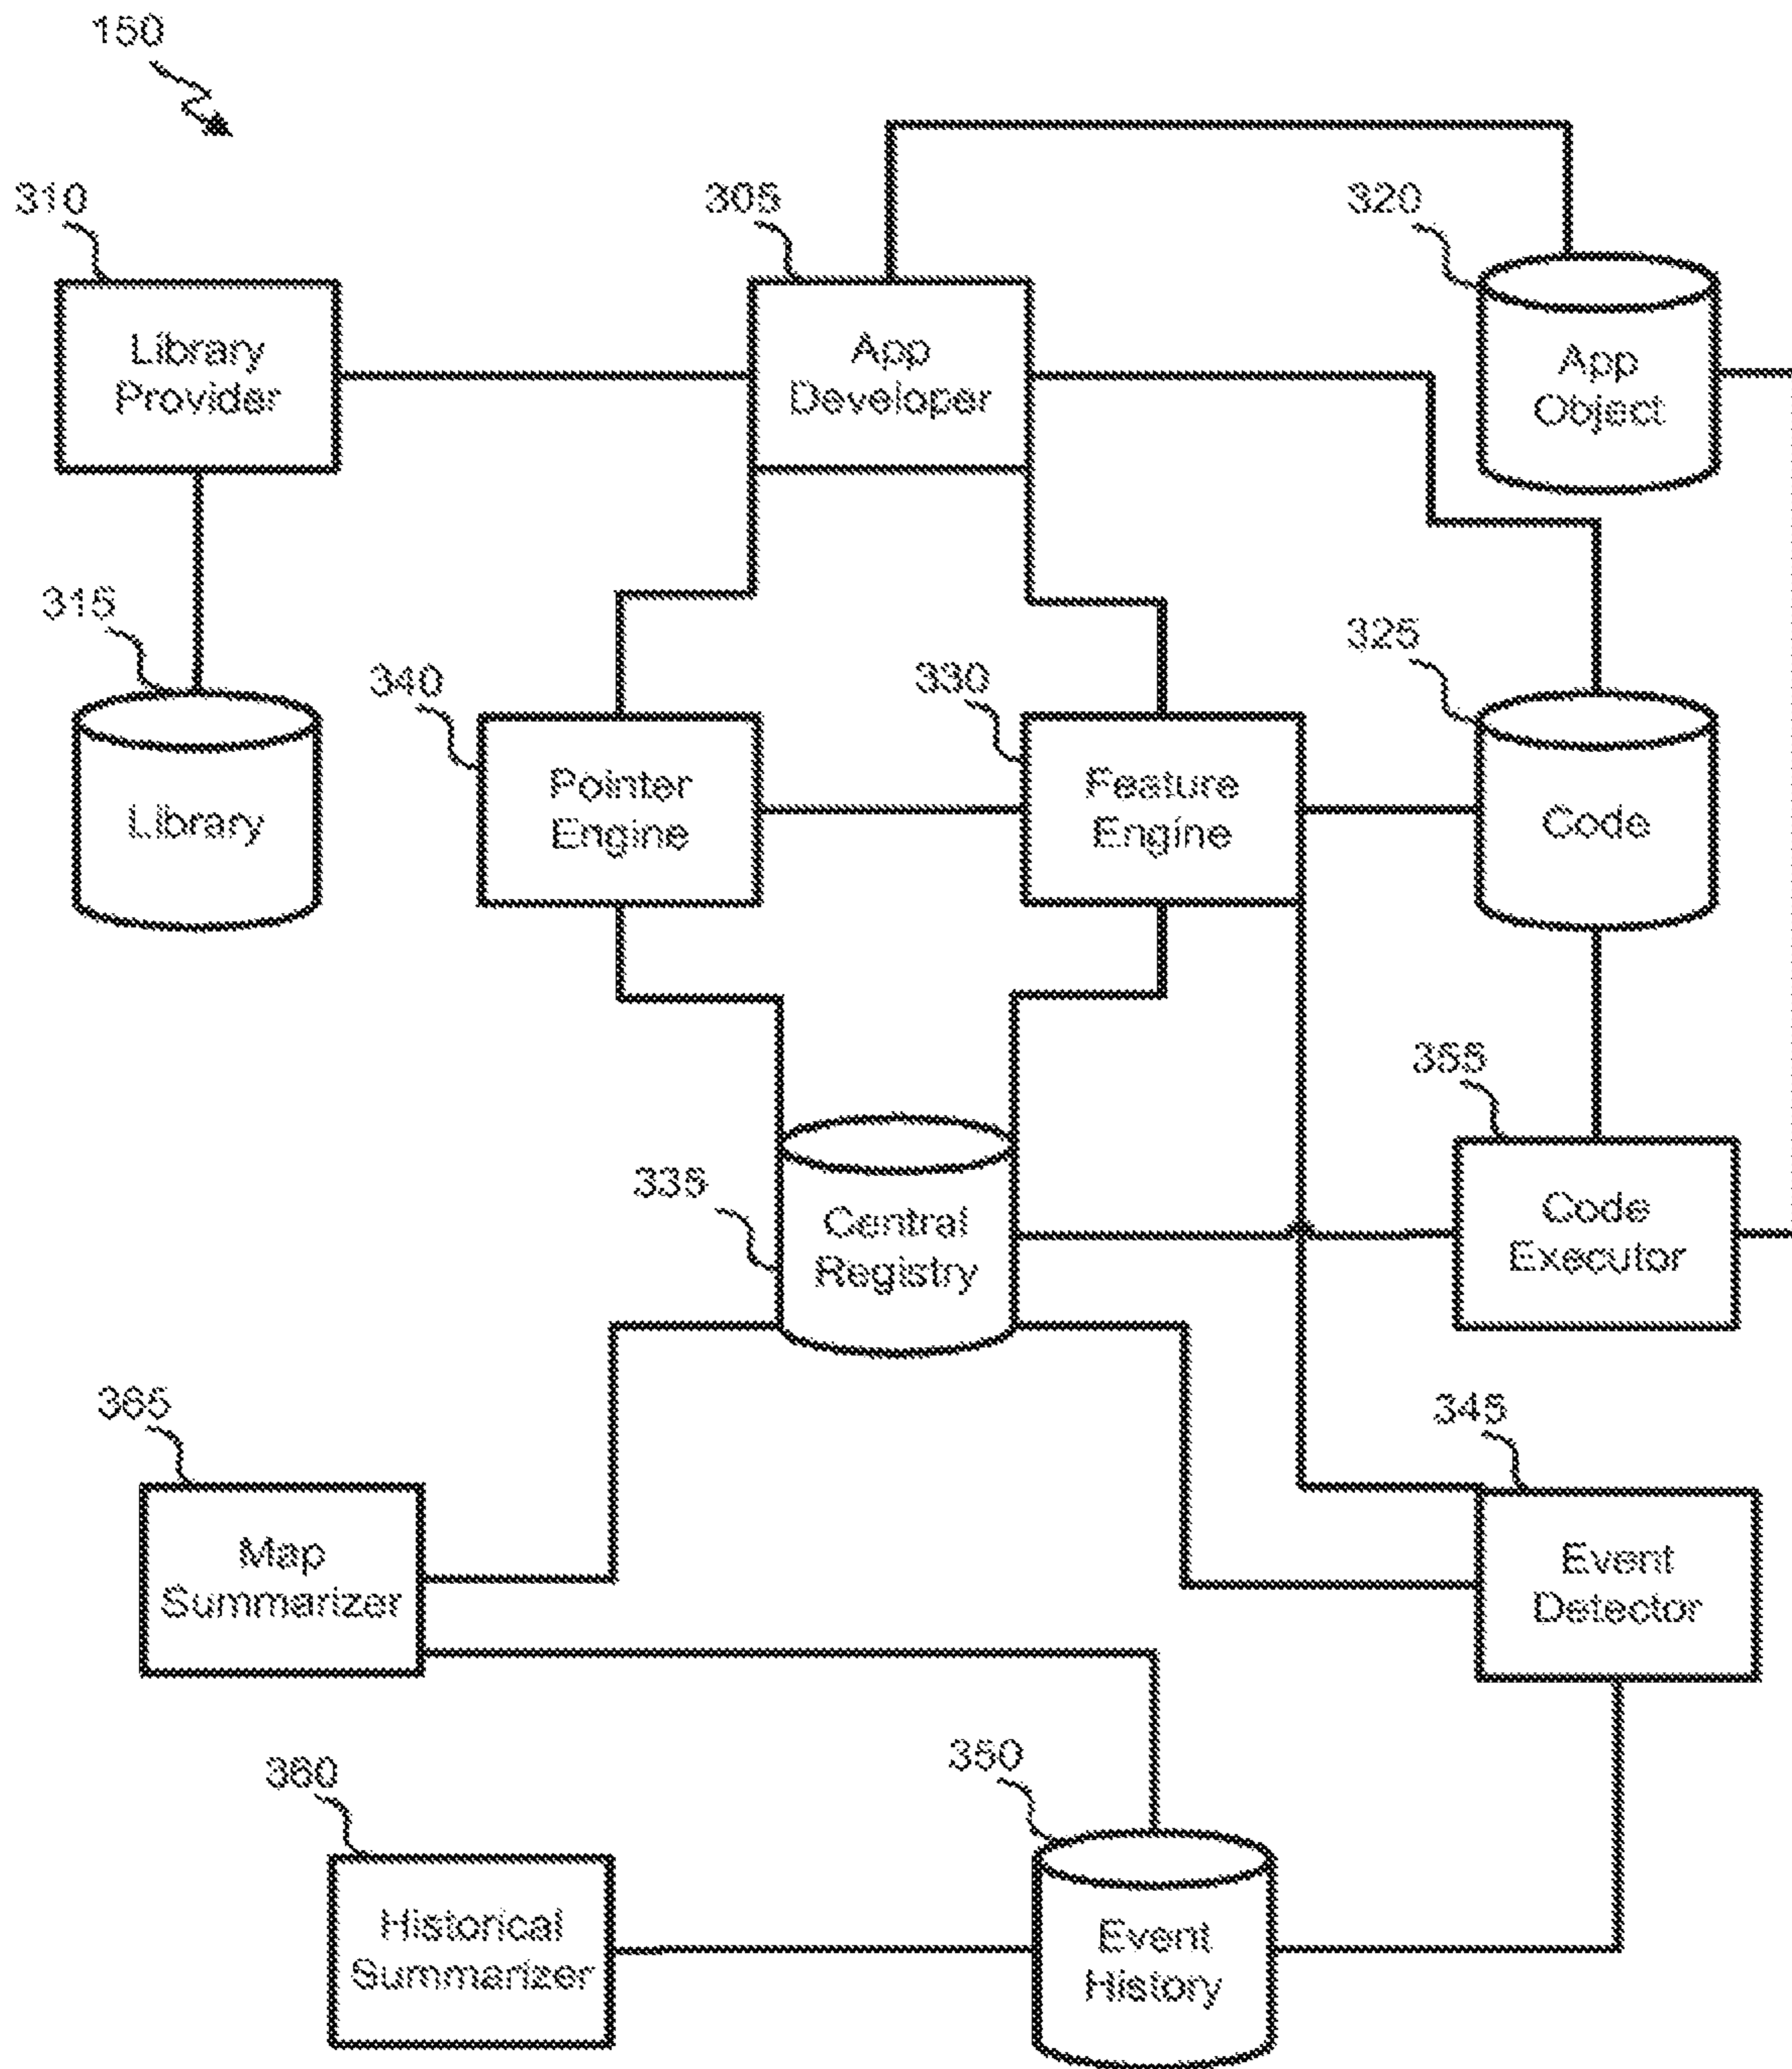 150
310
305
320
Library
Provider
App
Developer
App
Object
315
340
330
325
Library
Pointer
Engine
Feature
Engine
Code
355
335
Central
Registry
Code
Executor
365
345
Map
Summarizer
Event
Detector
360
350
Historical
Summarizer
Event
History